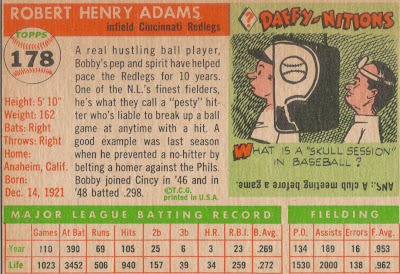 ROBERT HENRY ADAMS
infield Cincinnati Redlegs
TOPPS
178
Height: 5' 10"
Weight: 162
Bats: Right
Throws: Right
Home:
Anaheim, Calif.
Born:
Dec. 14, 1921
A real hustling ball player,
Bobby's pep and spirit have helped
pace the Redlegs for 10 years.
One of the N.L.'s finest fielders,
he's what they call a "pesty" hit-
ter who's liable to break up a ball
game at anytime with a hit. A
good example was last season
when he prevented a no-hitter by
belting a homer against the Phils.
Bobby joined Cincy in '46 and in
'48 batted .298.
©T.C.G.
printed in U.S.A.
? DAFFY-NITIONS
WHAT IS A "SKULL SESSION"
IN BASEBALL?
ANS.: A club meeting before a game.
MAJOR LEAGUE BATTING RECORD FIELDING
Games At Bat Runs Hits 2b 3b H.R. R.B.I. B. Avg. P.O. Assists Errors F. Avg.
Year 110 390 69 105 25 6 3 23 .269 134 189 16 .953
Life 1023 3452 506 940 157 39 34 259 .272 1530 2000 140 .962